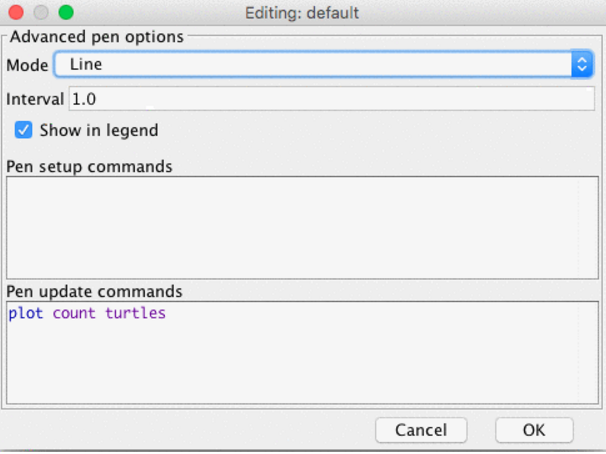 Editing: default
Advanced pen options
Mode Line
Interval 1.0
Show in legend
Pen setup commands
Pen update commands
plot count turtles
Cancel OK